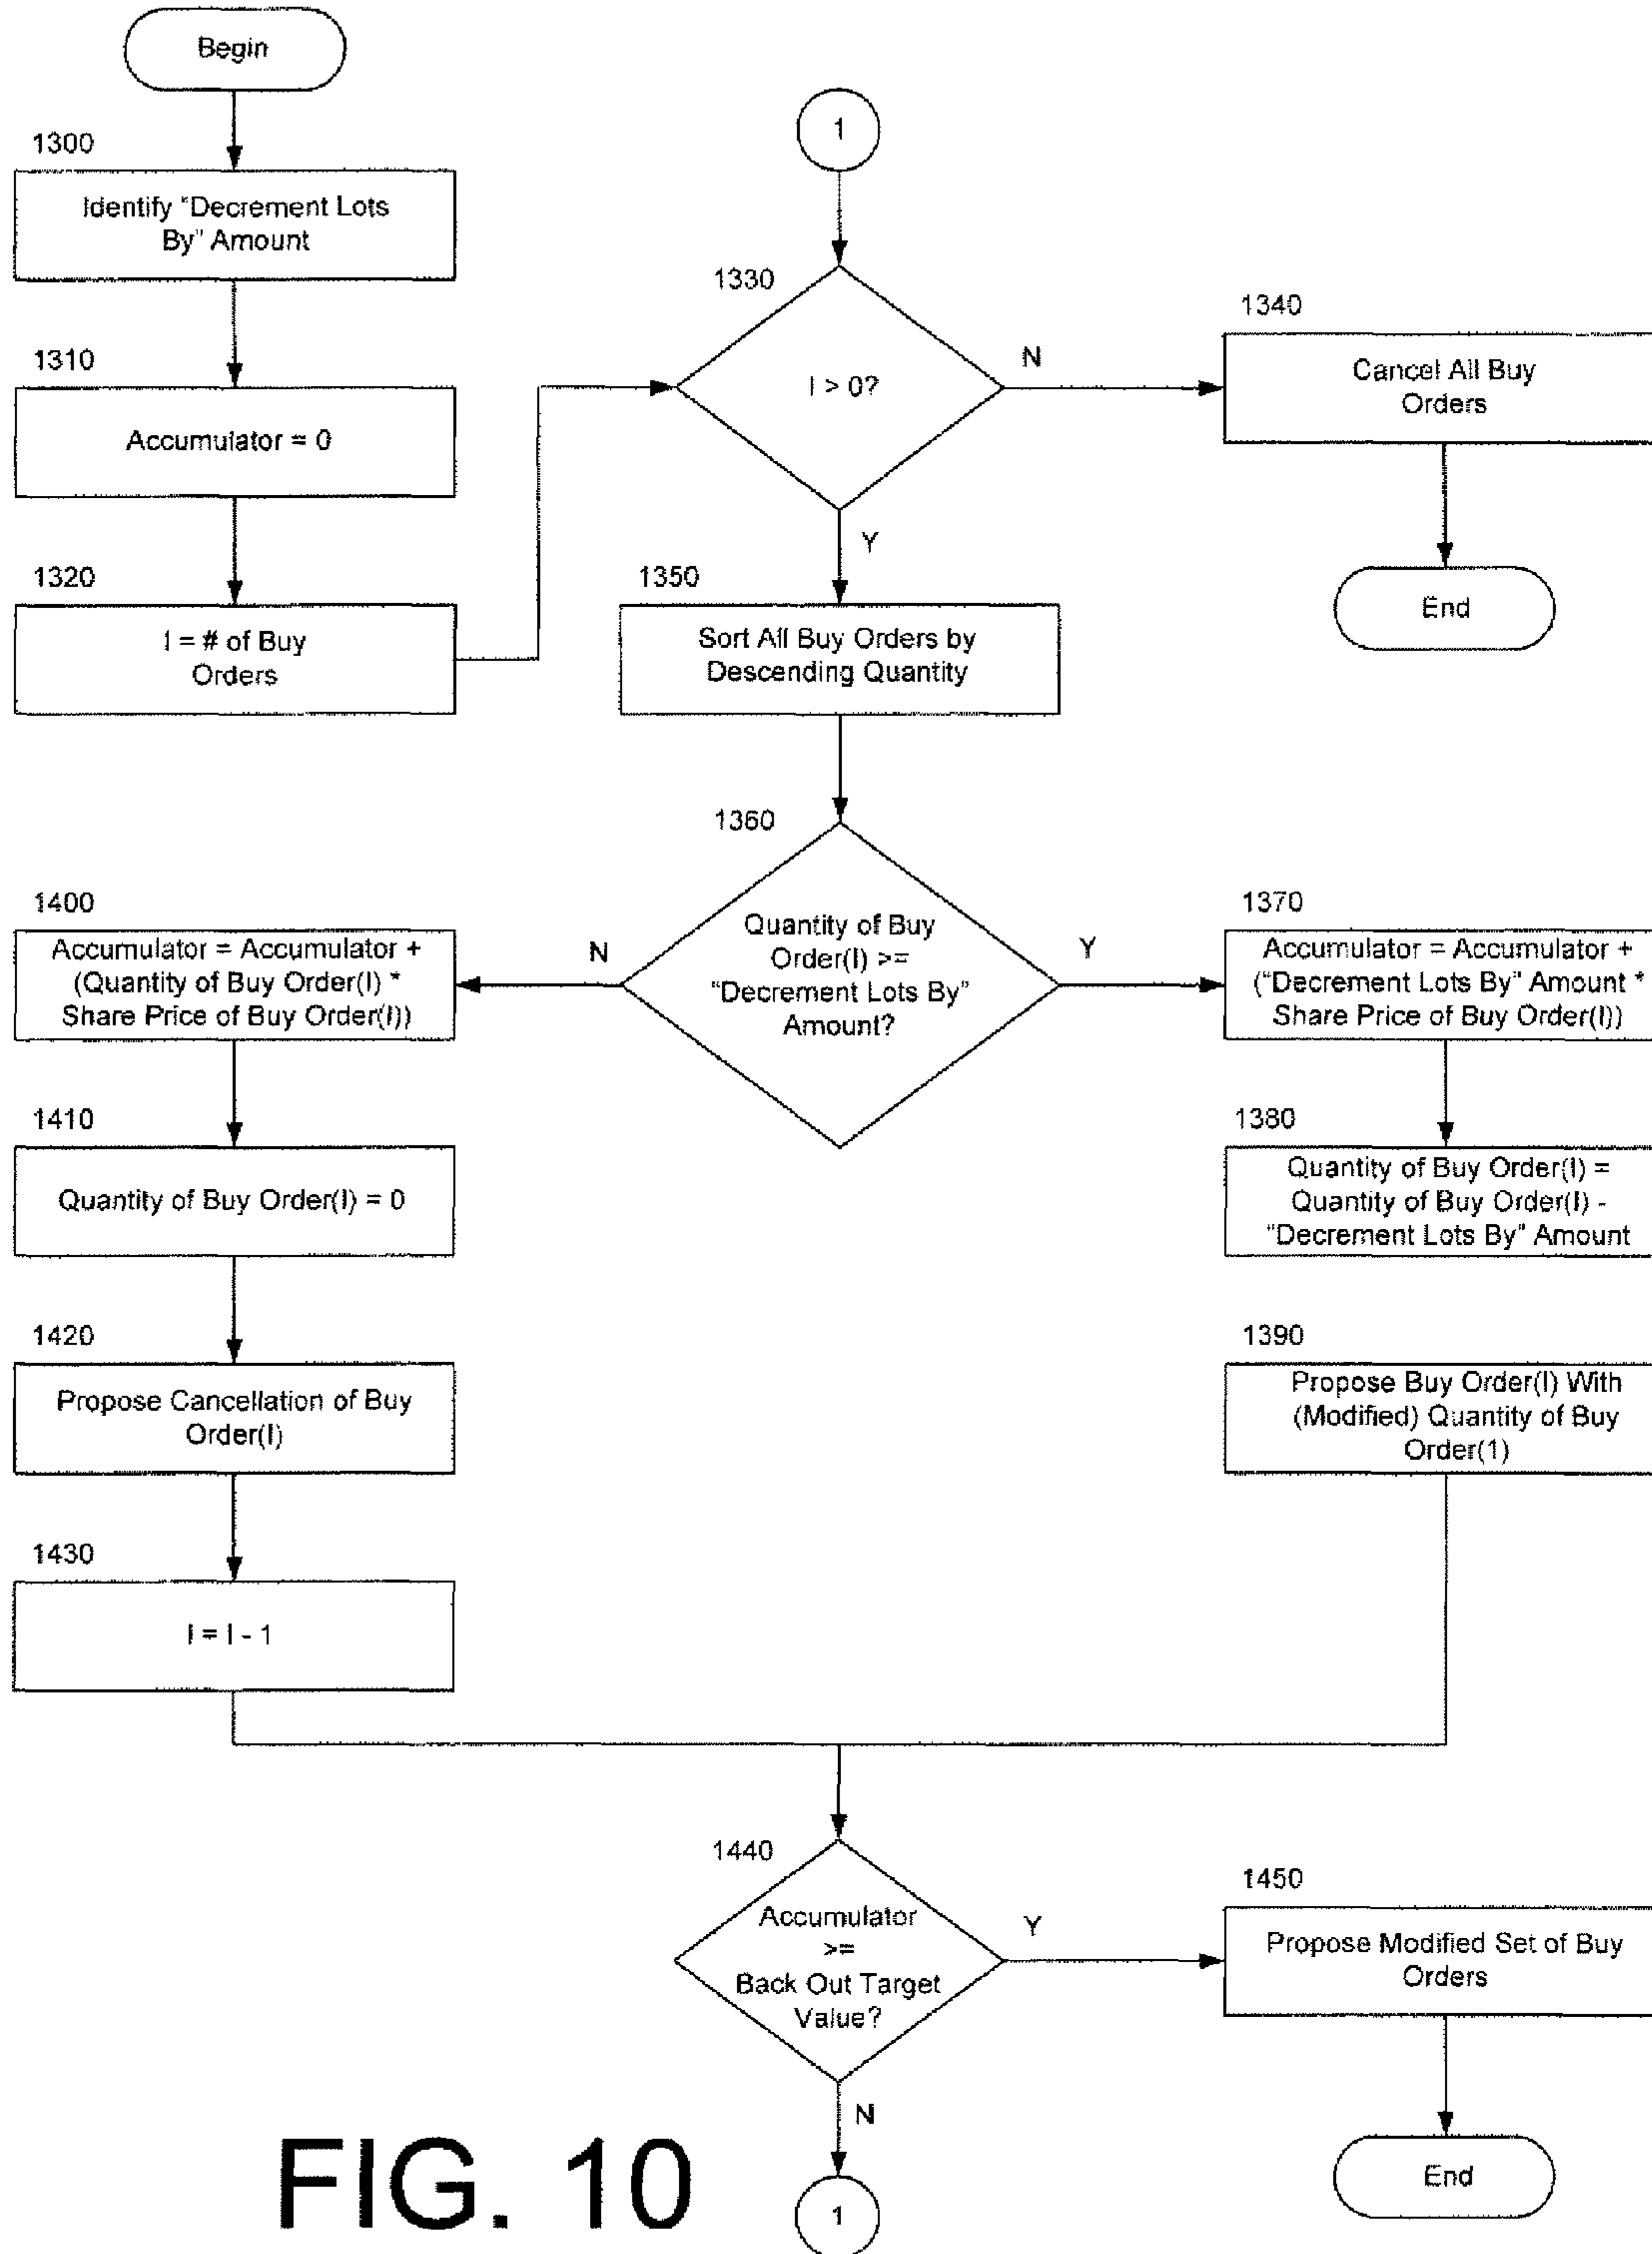 Begin
1300
Identify "Decrement Lots
By" Amount
1310
Accumulator = 0
1320
I = # of Buy
Orders
1
1330
I > 0?
N
Y
1340
Cancel All Buy
Orders
End
1350
Sort All Buy Orders by
Descending Quantity
1360
Quantity of Buy
Order(I) >=
"Decrement Lots By"
Amount?
N
Y
1400
Accumulator = Accumulator +
(Quantity of Buy Order(I) *
Share Price of Buy Order(I))
1410
Quantity of Buy Order(I) = 0
1420
Propose Cancellation of Buy
Order(I)
1430
I = I - 1
1370
Accumulator = Accumulator +
("Decrement Lots By" Amount *
Share Price of Buy Order(I))
1380
Quantity of Buy Order(I) =
Quantity of Buy Order(I) -
"Decrement Lots By" Amount
1390
Propose Buy Order(I) With
(Modified) Quantity of Buy
Order(1)
1440
Accumulator
>=
Back Out Target
Value?
Y
N
1450
Propose Modified Set of Buy
Orders
End
1
FIG. 10